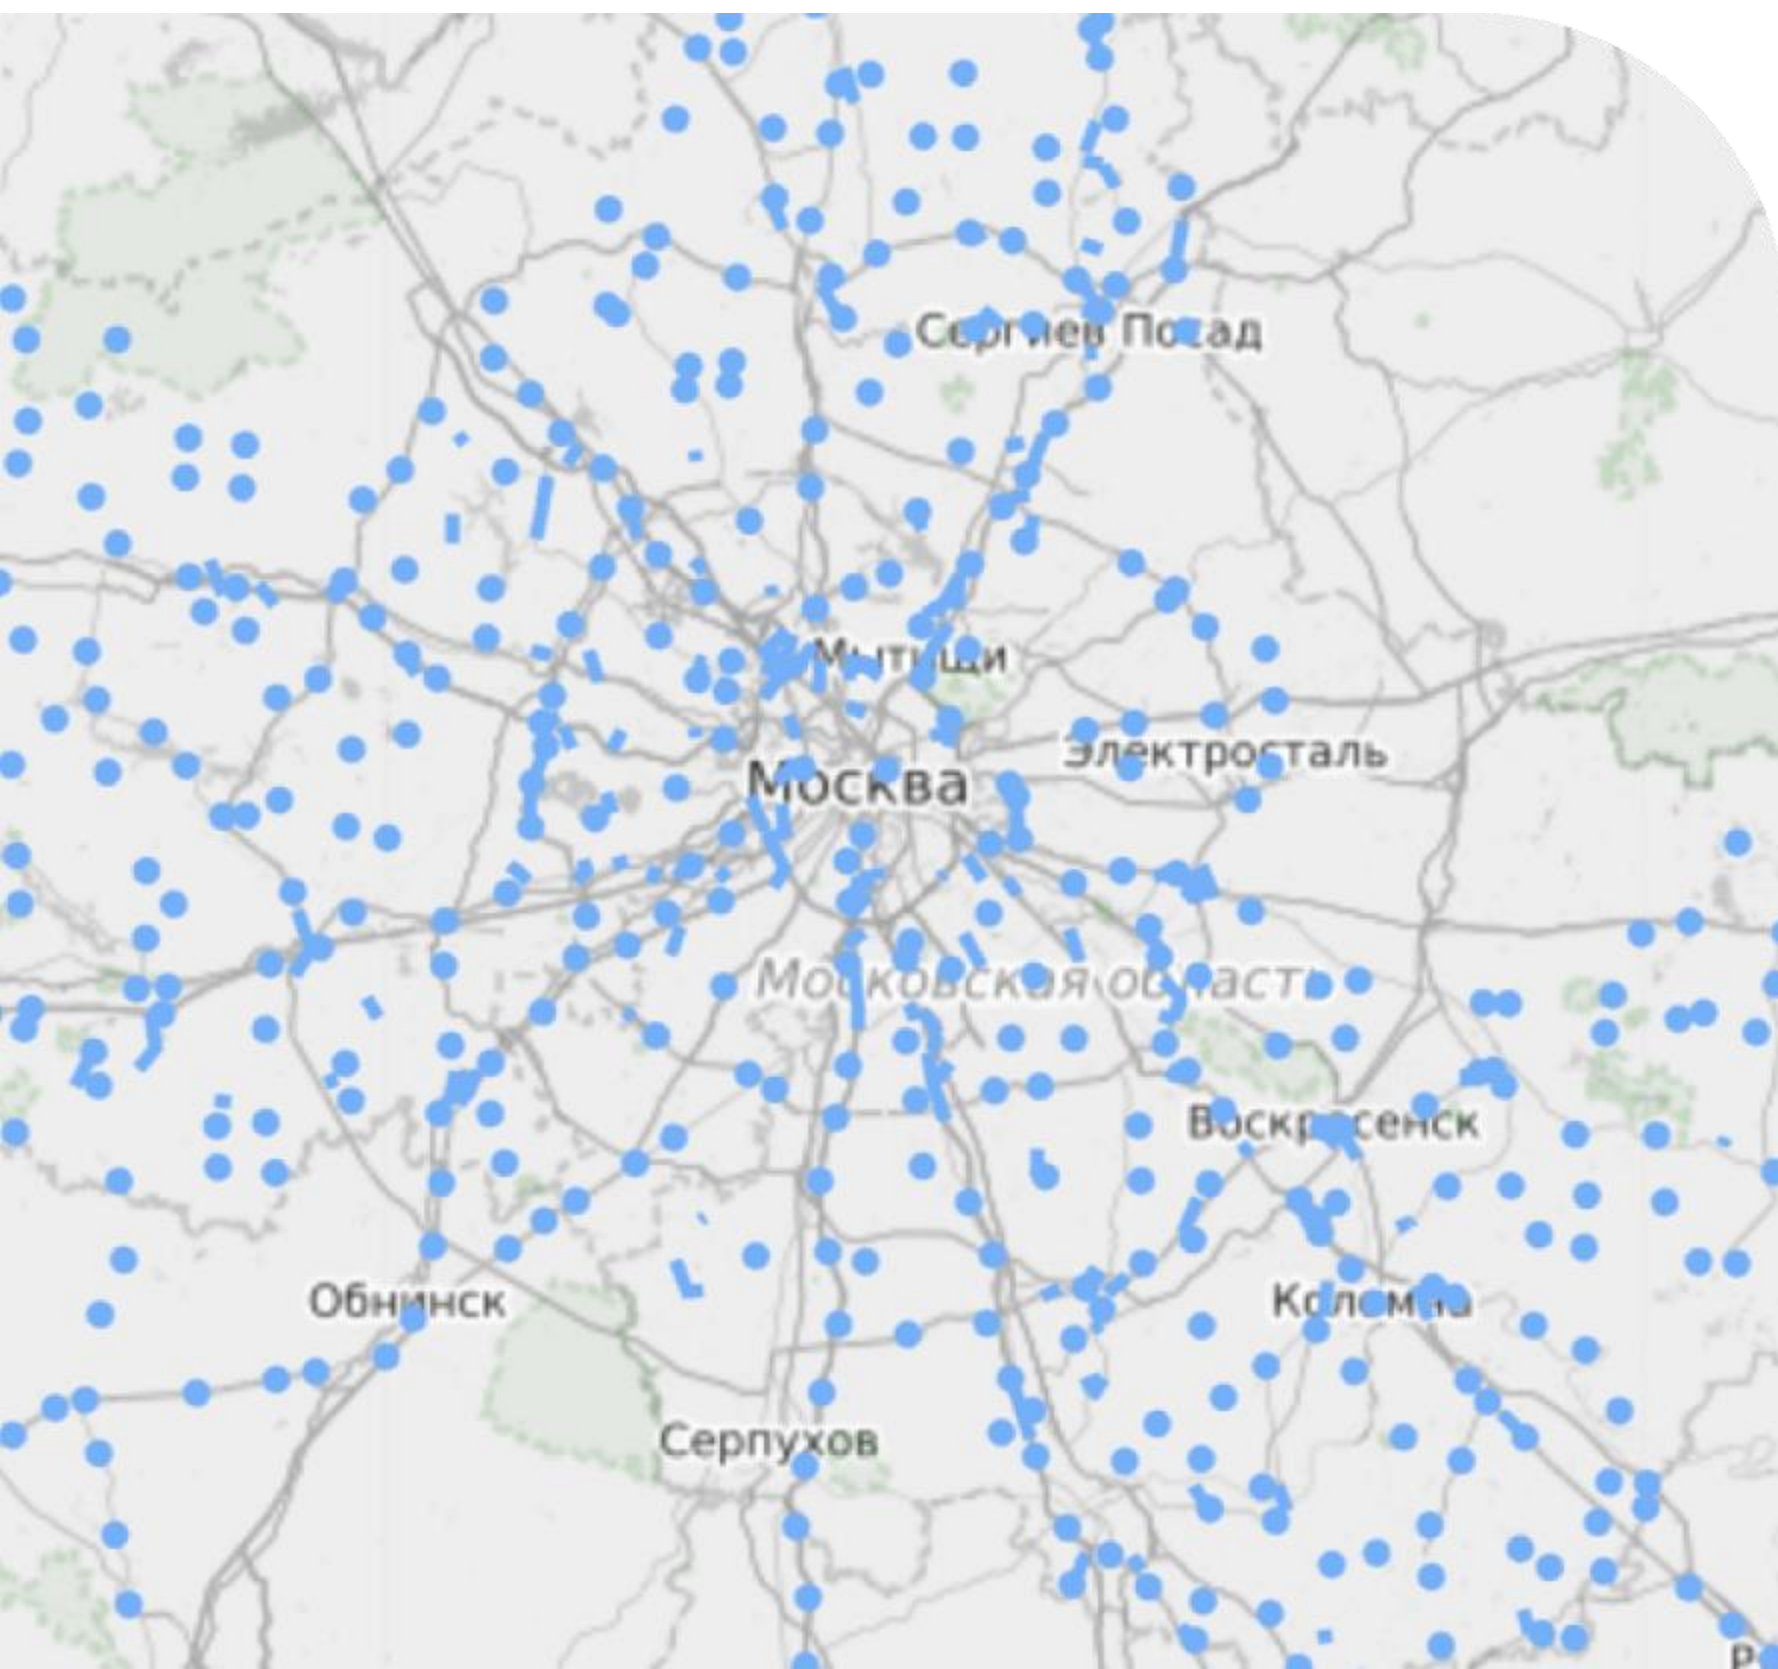 Сергиев Посад
Мытищи
Электросталь
Москва
Московская область
Воскресенск
Обнинск
Коломна
Серпухов